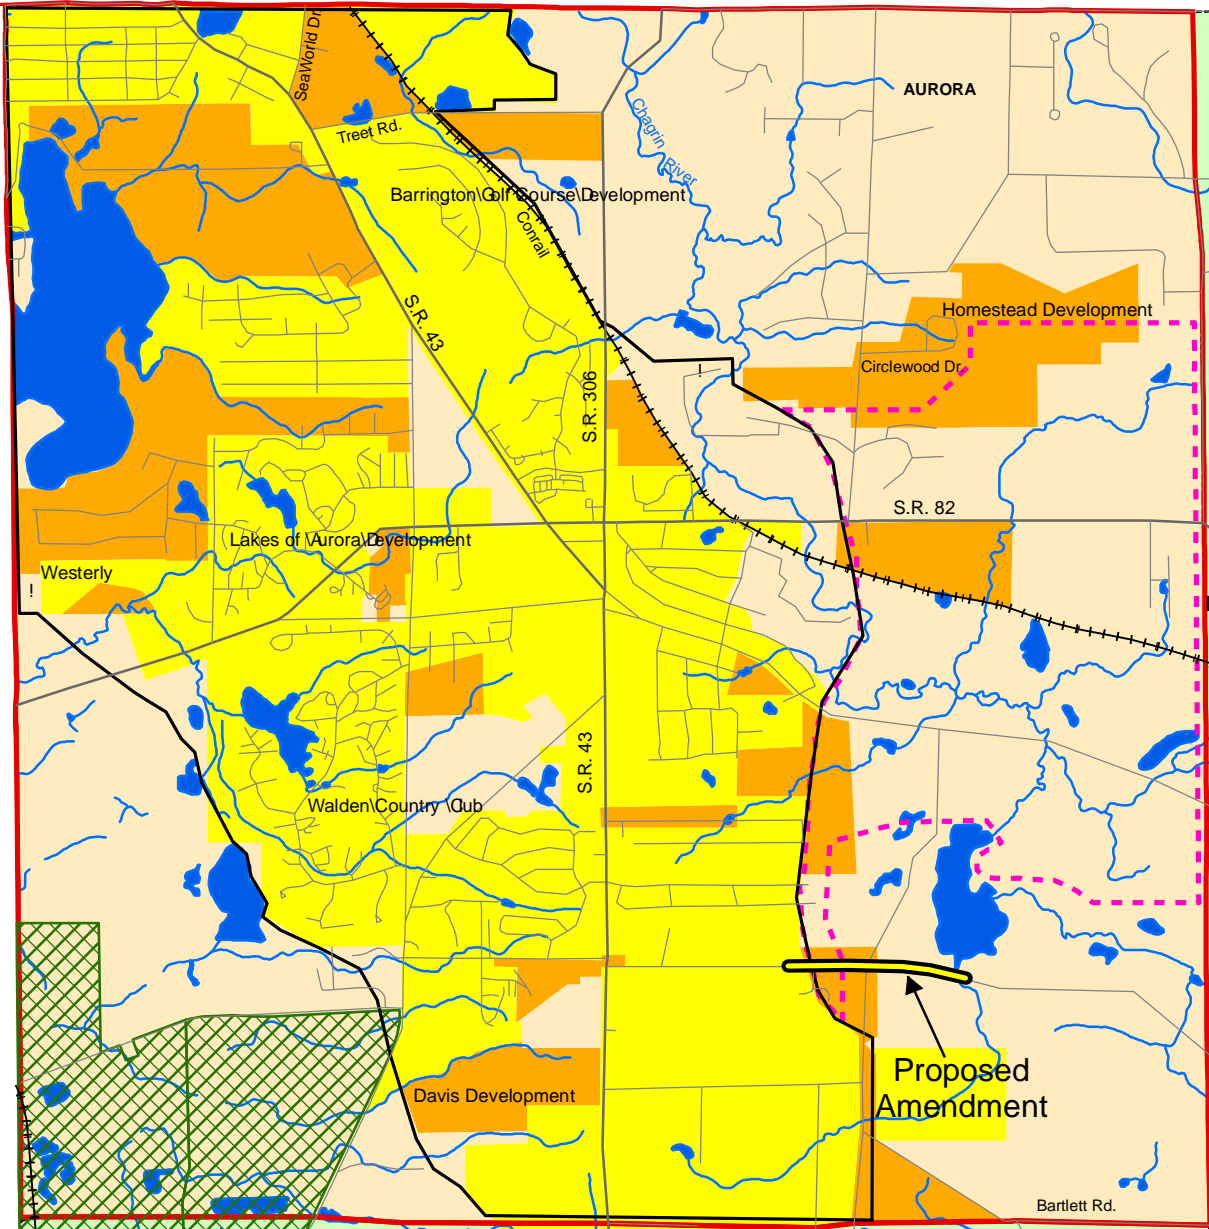 SeaWorld Dr.
AURORA
Treet Rd.
Chagrin River
Barrington\Golf Course\Development
Conrail
S.R. 43
Homestead Development
Circlewood Dr.
!
S.R. 306
S.R. 82
Lakes of \Aurora\Development
Westerly
!
S.R. 43
Walden\Country \Club
Proposed
Amendment
Davis Development
Bartlett Rd.